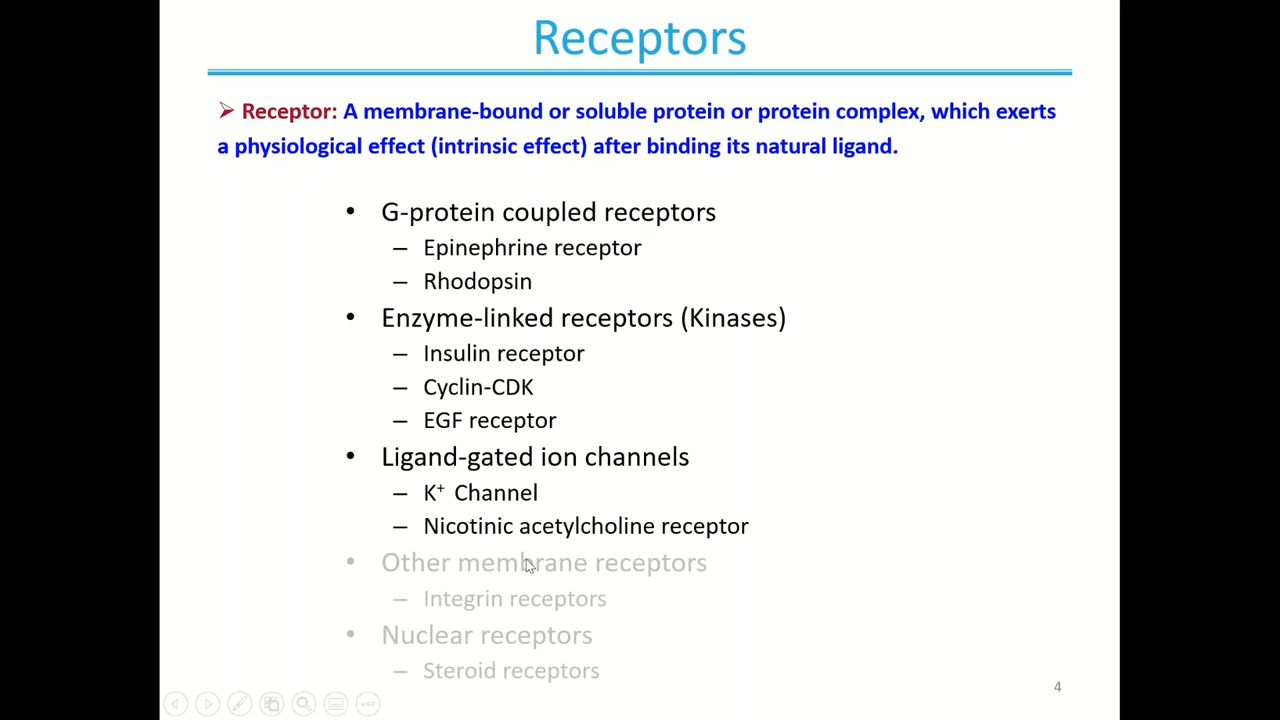 Receptors
➢ Receptor: A membrane-bound or soluble protein or protein complex, which exerts
a physiological effect (intrinsic effect) after binding its natural ligand.
• G-protein coupled receptors
– Epinephrine receptor
– Rhodopsin
• Enzyme-linked receptors (Kinases)
– Insulin receptor
– Cyclin-CDK
– EGF receptor
• Ligand-gated ion channels
– K⁺ Channel
– Nicotinic acetylcholine receptor
• Other membrane receptors
– Integrin receptors
• Nuclear receptors
– Steroid receptors
4